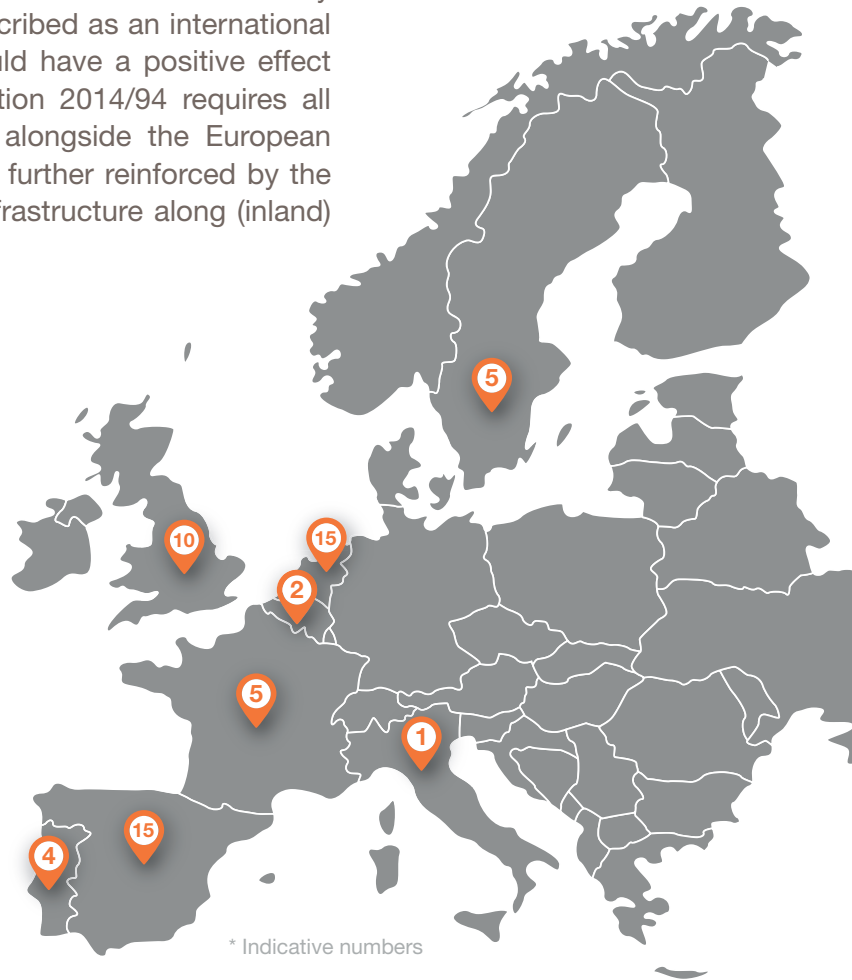 cribed as an international
uld have a positive effect
tion 2014/94 requires all
alongside the European
further reinforced by the
frastructure along (inland)
5
10
15
2
5
1
15
4
* Indicative numbers